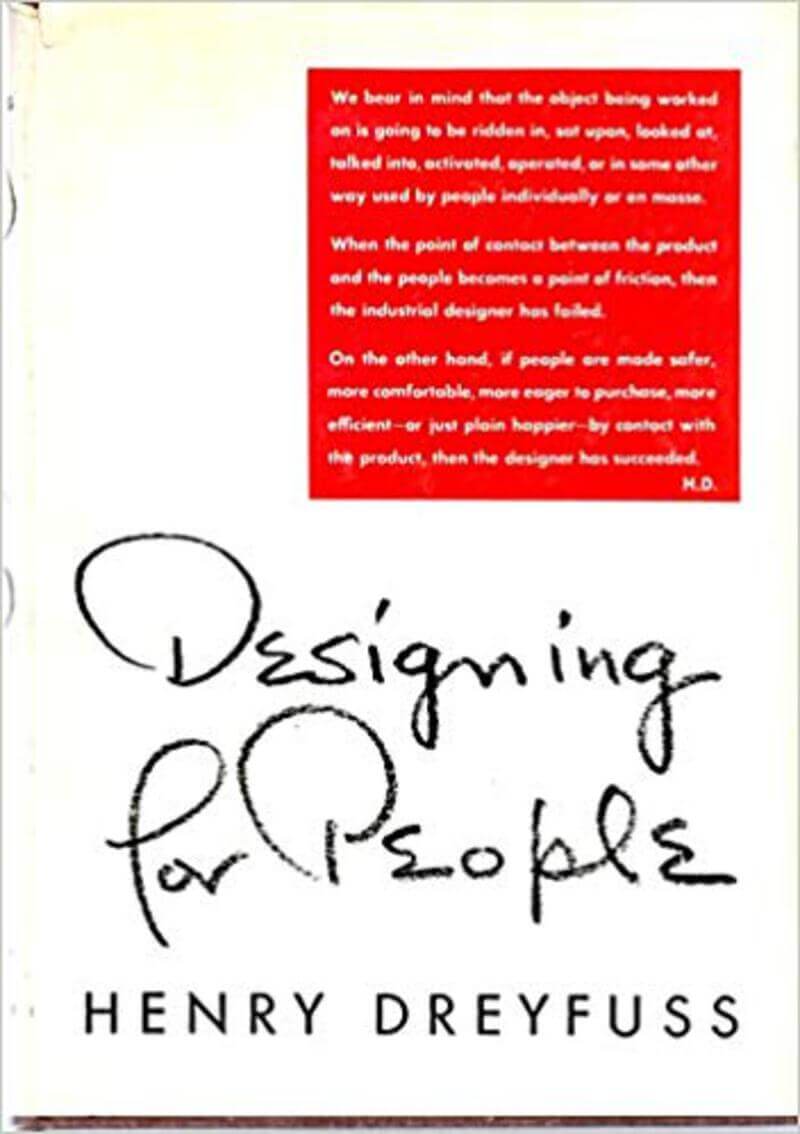 We bear in mind that the object being worked
on is going to be ridden in, sat upon, looked at,
talked into, activated, operated, or in some other
way used by people individually or en masse.
When the point of contact between the product
and the people becomes a point of friction, then
the industrial designer has failed.
On the other hand, if people are made safer,
more comfortable, more eager to purchase, more
efficient—or just plain happier—by contact with
the product, then the designer has succeeded.
H.D.
Designing
for People
HENRY DREYFUSS